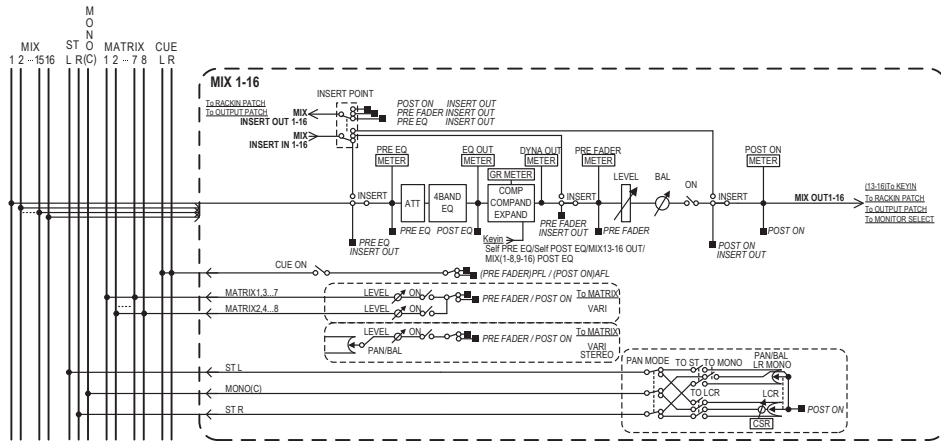 MONO(C)
MIX ST MATRIX CUE
1 2 ··· 15 16 L R 1 2 ··· 7 8 L R
MIX 1-16
INSERT POINT
To RACKIN PATCH
To OUTPUT PATCH
MIX
INSERT OUT 1-16
MIX
INSERT IN 1-16
POST ON INSERT OUT
PRE FADER INSERT OUT
PRE EQ INSERT OUT
PRE EQ
METER
EQ OUT
METER
DYNA OUT
METER
PRE FADER
METER
POST ON
METER
GR METER
LEVEL BAL ON
INSERT
ATT
4BAND
EQ
COMP
COMPAND
EXPAND
INSERT
INSERT
MIX OUT1-16
(13-16)To KEYIN
To RACKIN PATCH
To OUTPUT PATCH
To MONITOR SELECT
PRE EQ
INSERT OUT
PRE EQ
POST EQ
PRE FADER
INSERT OUT
PRE FADER
POST ON
INSERT OUT
POST ON
Keyin
Self PRE EQ/Self POST EQ/MIX13-16 OUT/
MIX(1-8,9-16) POST EQ
CUE ON
(PRE FADER)PFL / (POST ON)AFL
MATRIX1,3...7
LEVEL ON
PRE FADER / POST ON
To MATRIX
MATRIX2,4...8
LEVEL ON
VARI
LEVEL ON
PAN/BAL
PRE FADER / POST ON
To MATRIX
VARI
STEREO
ST L
MONO(C)
ST R
PAN MODE
TO ST
TO MONO
PAN/BAL
LR MONO
TO LCR
LCR
CSR
POST ON